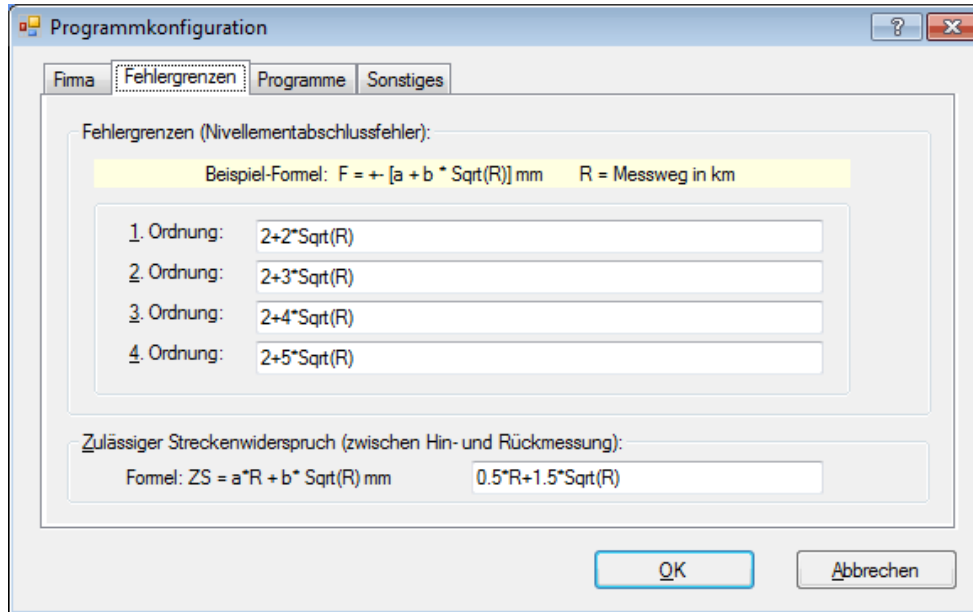 Programmkonfiguration
Firma Fehlergrenzen Programme Sonstiges
Fehlergrenzen (Nivellementabschlussfehler):
Beispiel-Formel: F = +- [a + b * Sqrt(R)] mm R = Messweg in km
1. Ordnung: 2+2*Sqrt(R)
2. Ordnung: 2+3*Sqrt(R)
3. Ordnung: 2+4*Sqrt(R)
4. Ordnung: 2+5*Sqrt(R)
Zulässiger Streckenwiderspruch (zwischen Hin- und Rückmessung):
Formel: ZS = a*R + b* Sqrt(R) mm 0.5*R+1.5*Sqrt(R)
OK Abbrechen